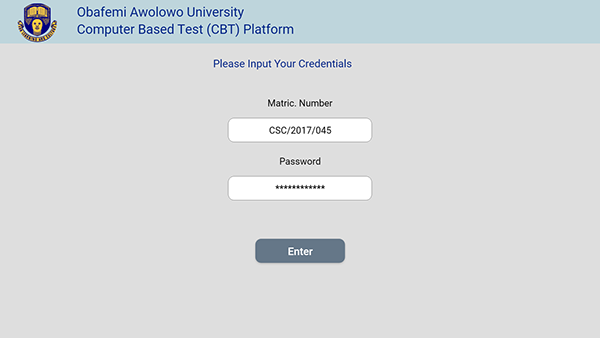 Obafemi Awolowo University
Computer Based Test (CBT) Platform
Please Input Your Credentials
Matric. Number
CSC/2017/045
Password
************
Enter